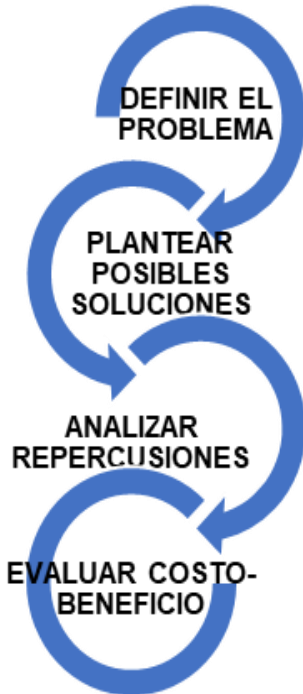 DEFINIR EL
PROBLEMA
PLANTEAR
POSIBLES
SOLUCIONES
ANALIZAR
REPERCUSIONES
EVALUAR COSTO-
BENEFICIO